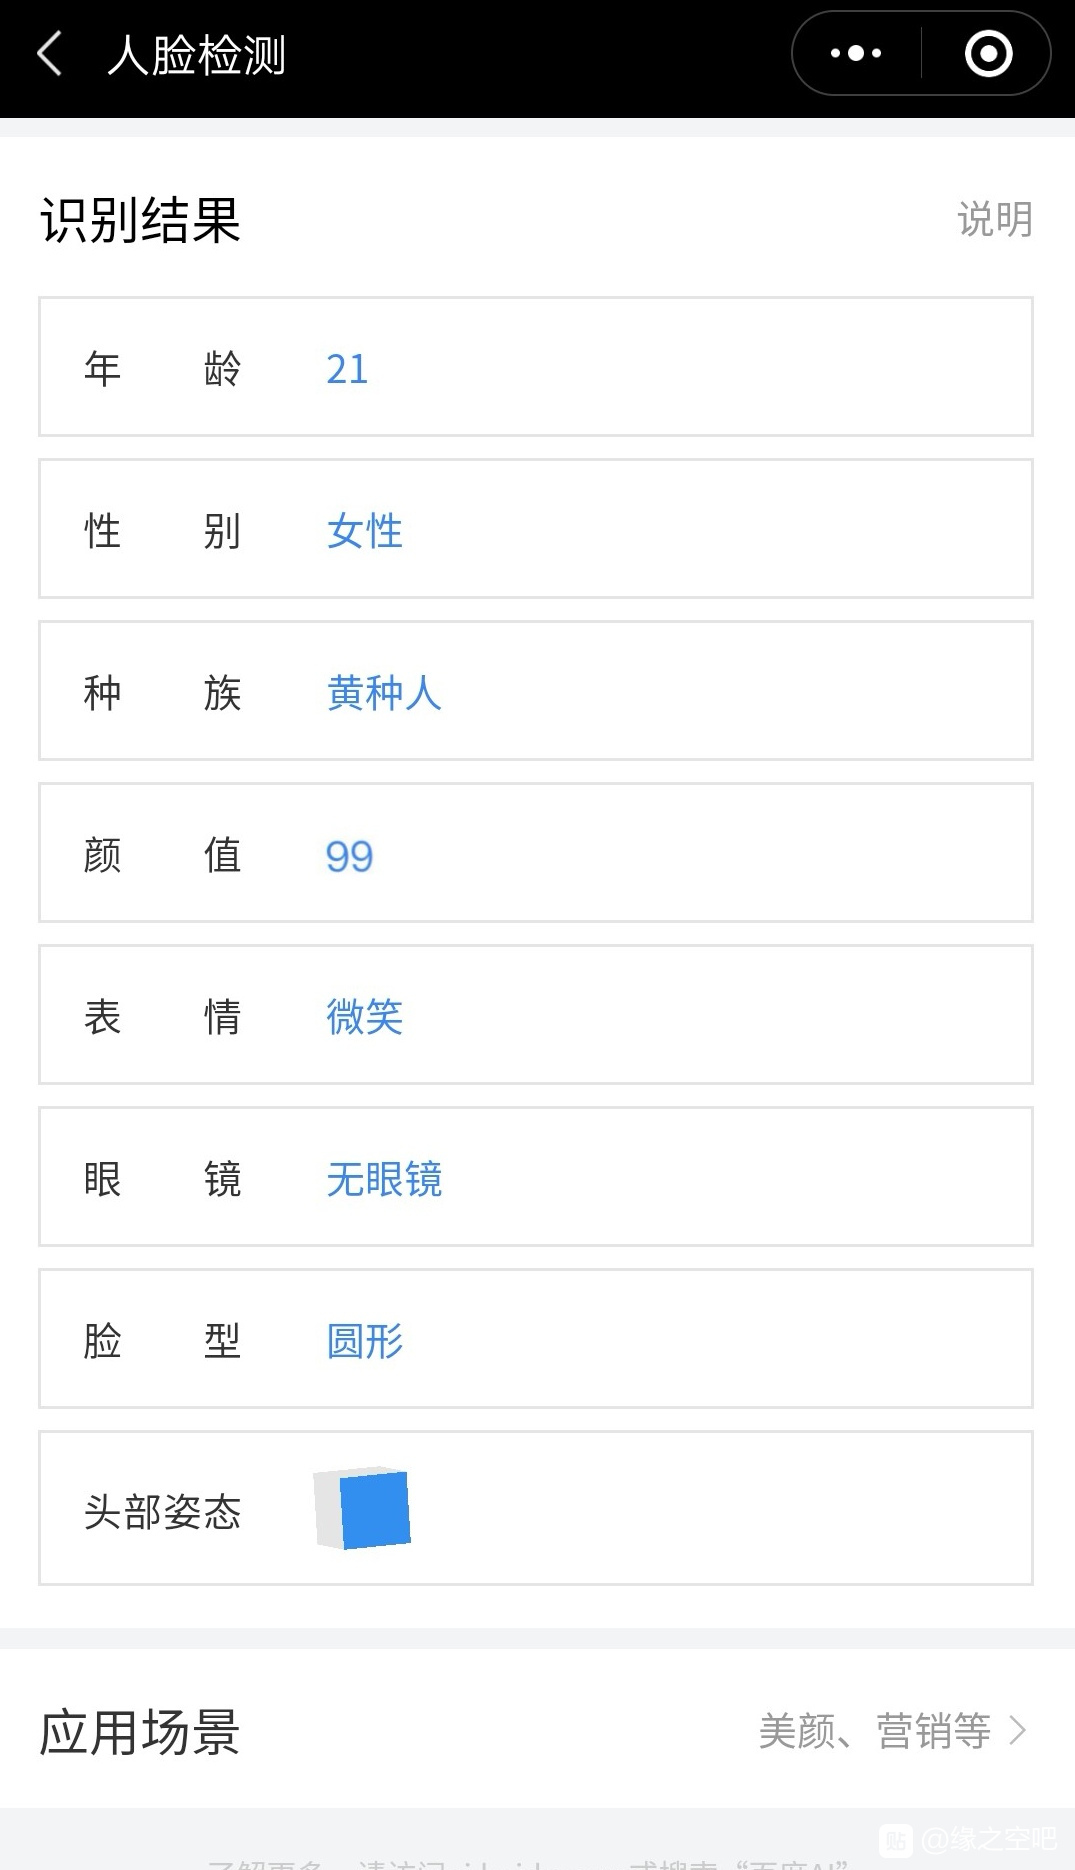 人脸检测
识别结果
说明
年龄 21
性别 女性
种族 黄种人
颜值 99
表情 微笑
眼镜 无眼镜
脸型 圆形
头部姿态
应用场景
美颜、营销等
贴 @缘之空吧